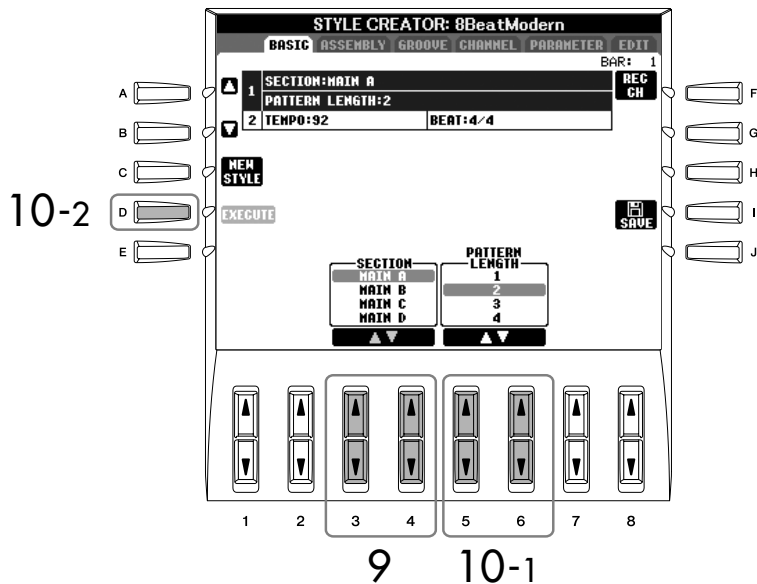 STYLE CREATOR: 8BeatModern
BASIC ASSEMBLY GROOVE CHANNEL PARAMETER EDIT
BAR: 1
1 SECTION:MAIN A
PATTERN LENGTH:2
2 TEMPO:92 BEAT:4/4
REC
CH
NEW
STYLE
EXECUTE
SAVE
A
B
C
D
E
F
G
H
I
J
10-2
SECTION
MAIN A
MAIN B
MAIN C
MAIN D
PATTERN
LENGTH
1
2
3
4
1 2 3 4 5 6 7 8
9 10-1